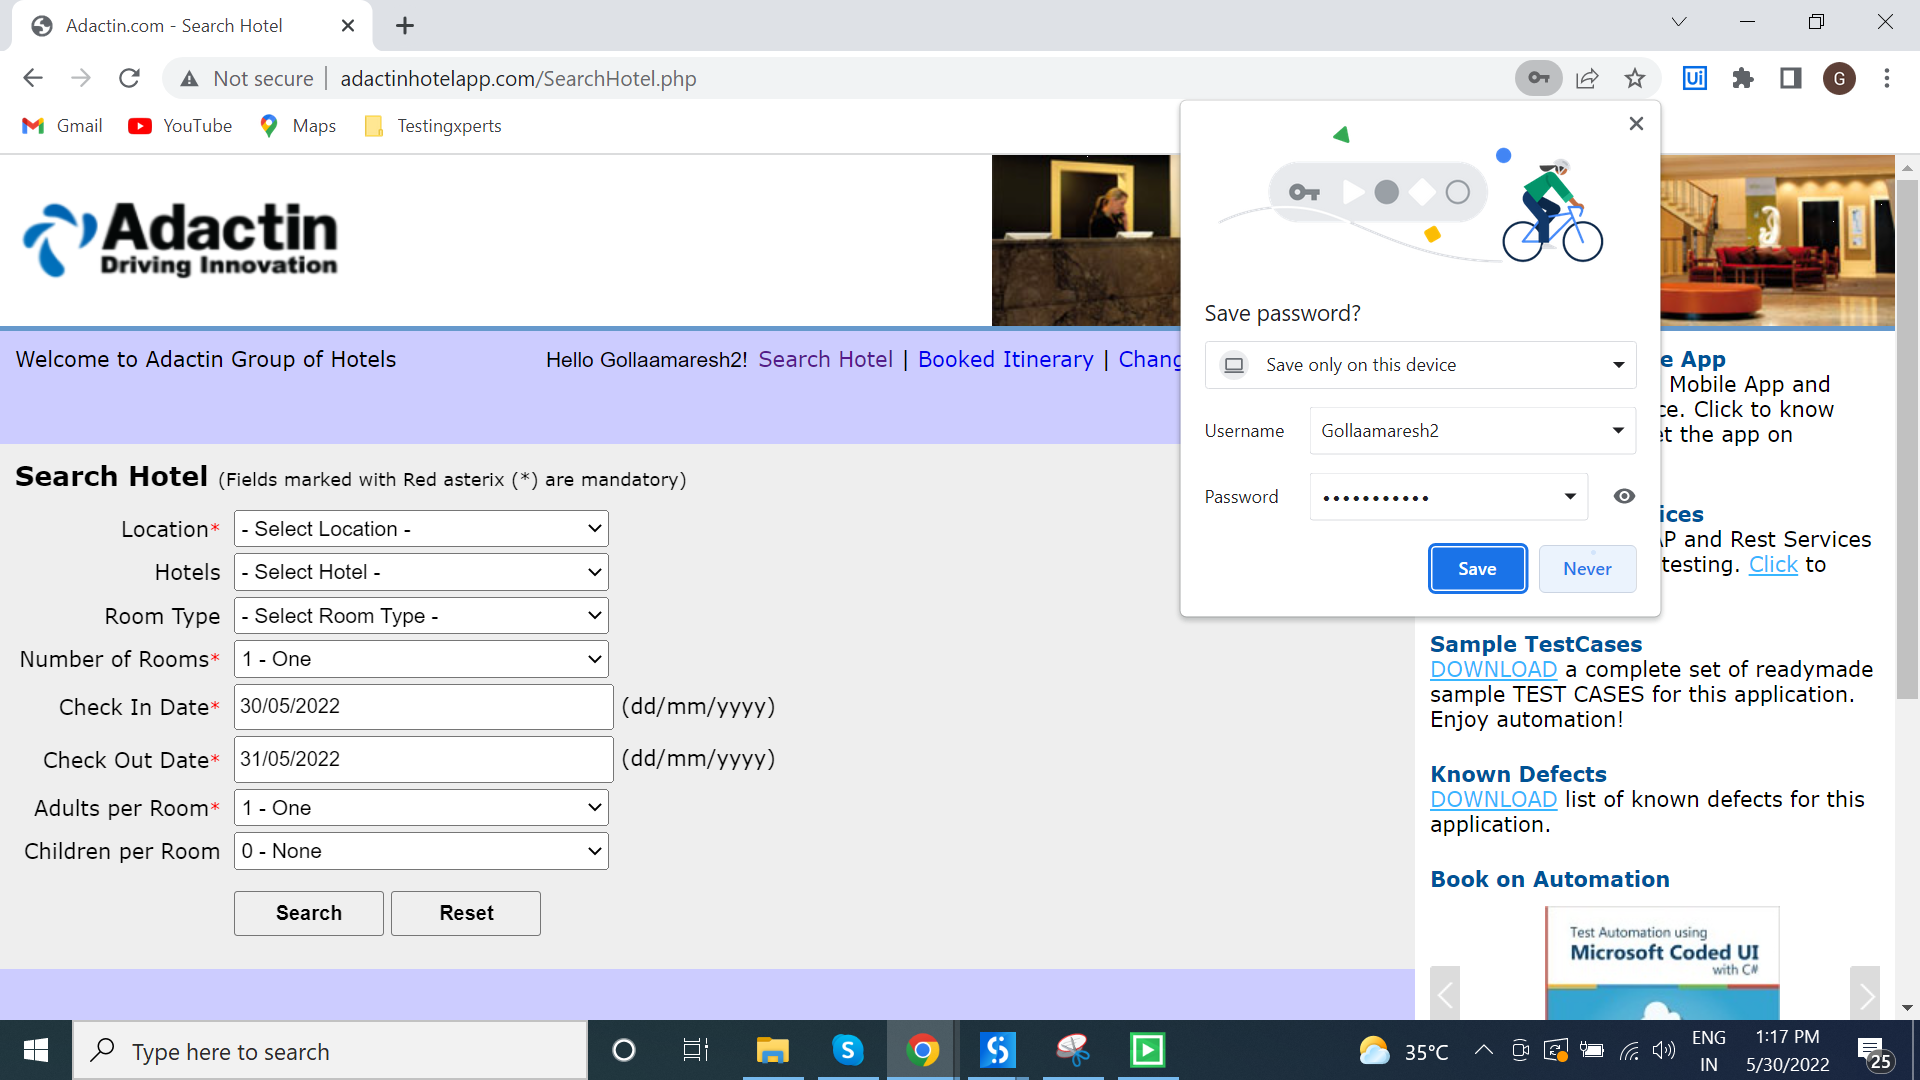 Adactin.com - Search Hotel
Not secure | adactinhotelapp.com/SearchHotel.php
Ui
G
Gmail
YouTube
Maps
Testingxperts
Adactin
Driving Innovation
Save password?
Save only on this device
Username
Gollaamaresh2
Password
•••••••••••
Save
Never
Welcome to Adactin Group of Hotels
Hello Gollaamaresh2! Search Hotel | Booked Itinerary | Chang
Search Hotel (Fields marked with Red asterix (*) are mandatory)
Location*
- Select Location -
Hotels
- Select Hotel -
Room Type
- Select Room Type -
Number of Rooms*
1 - One
Check In Date*
30/05/2022
(dd/mm/yyyy)
Check Out Date*
31/05/2022
(dd/mm/yyyy)
Adults per Room*
1 - One
Children per Room
0 - None
Search
Reset
e App
Mobile App and
ce. Click to know
et the app on
ices
AP and Rest Services
testing. Click to
Sample TestCases
DOWNLOAD a complete set of readymade
sample TEST CASES for this application.
Enjoy automation!
Known Defects
DOWNLOAD list of known defects for this
application.
Book on Automation
Test Automation using
Microsoft Coded UI
with C#
Type here to search
35°C
ENG
IN
1:17 PM
5/30/2022
25